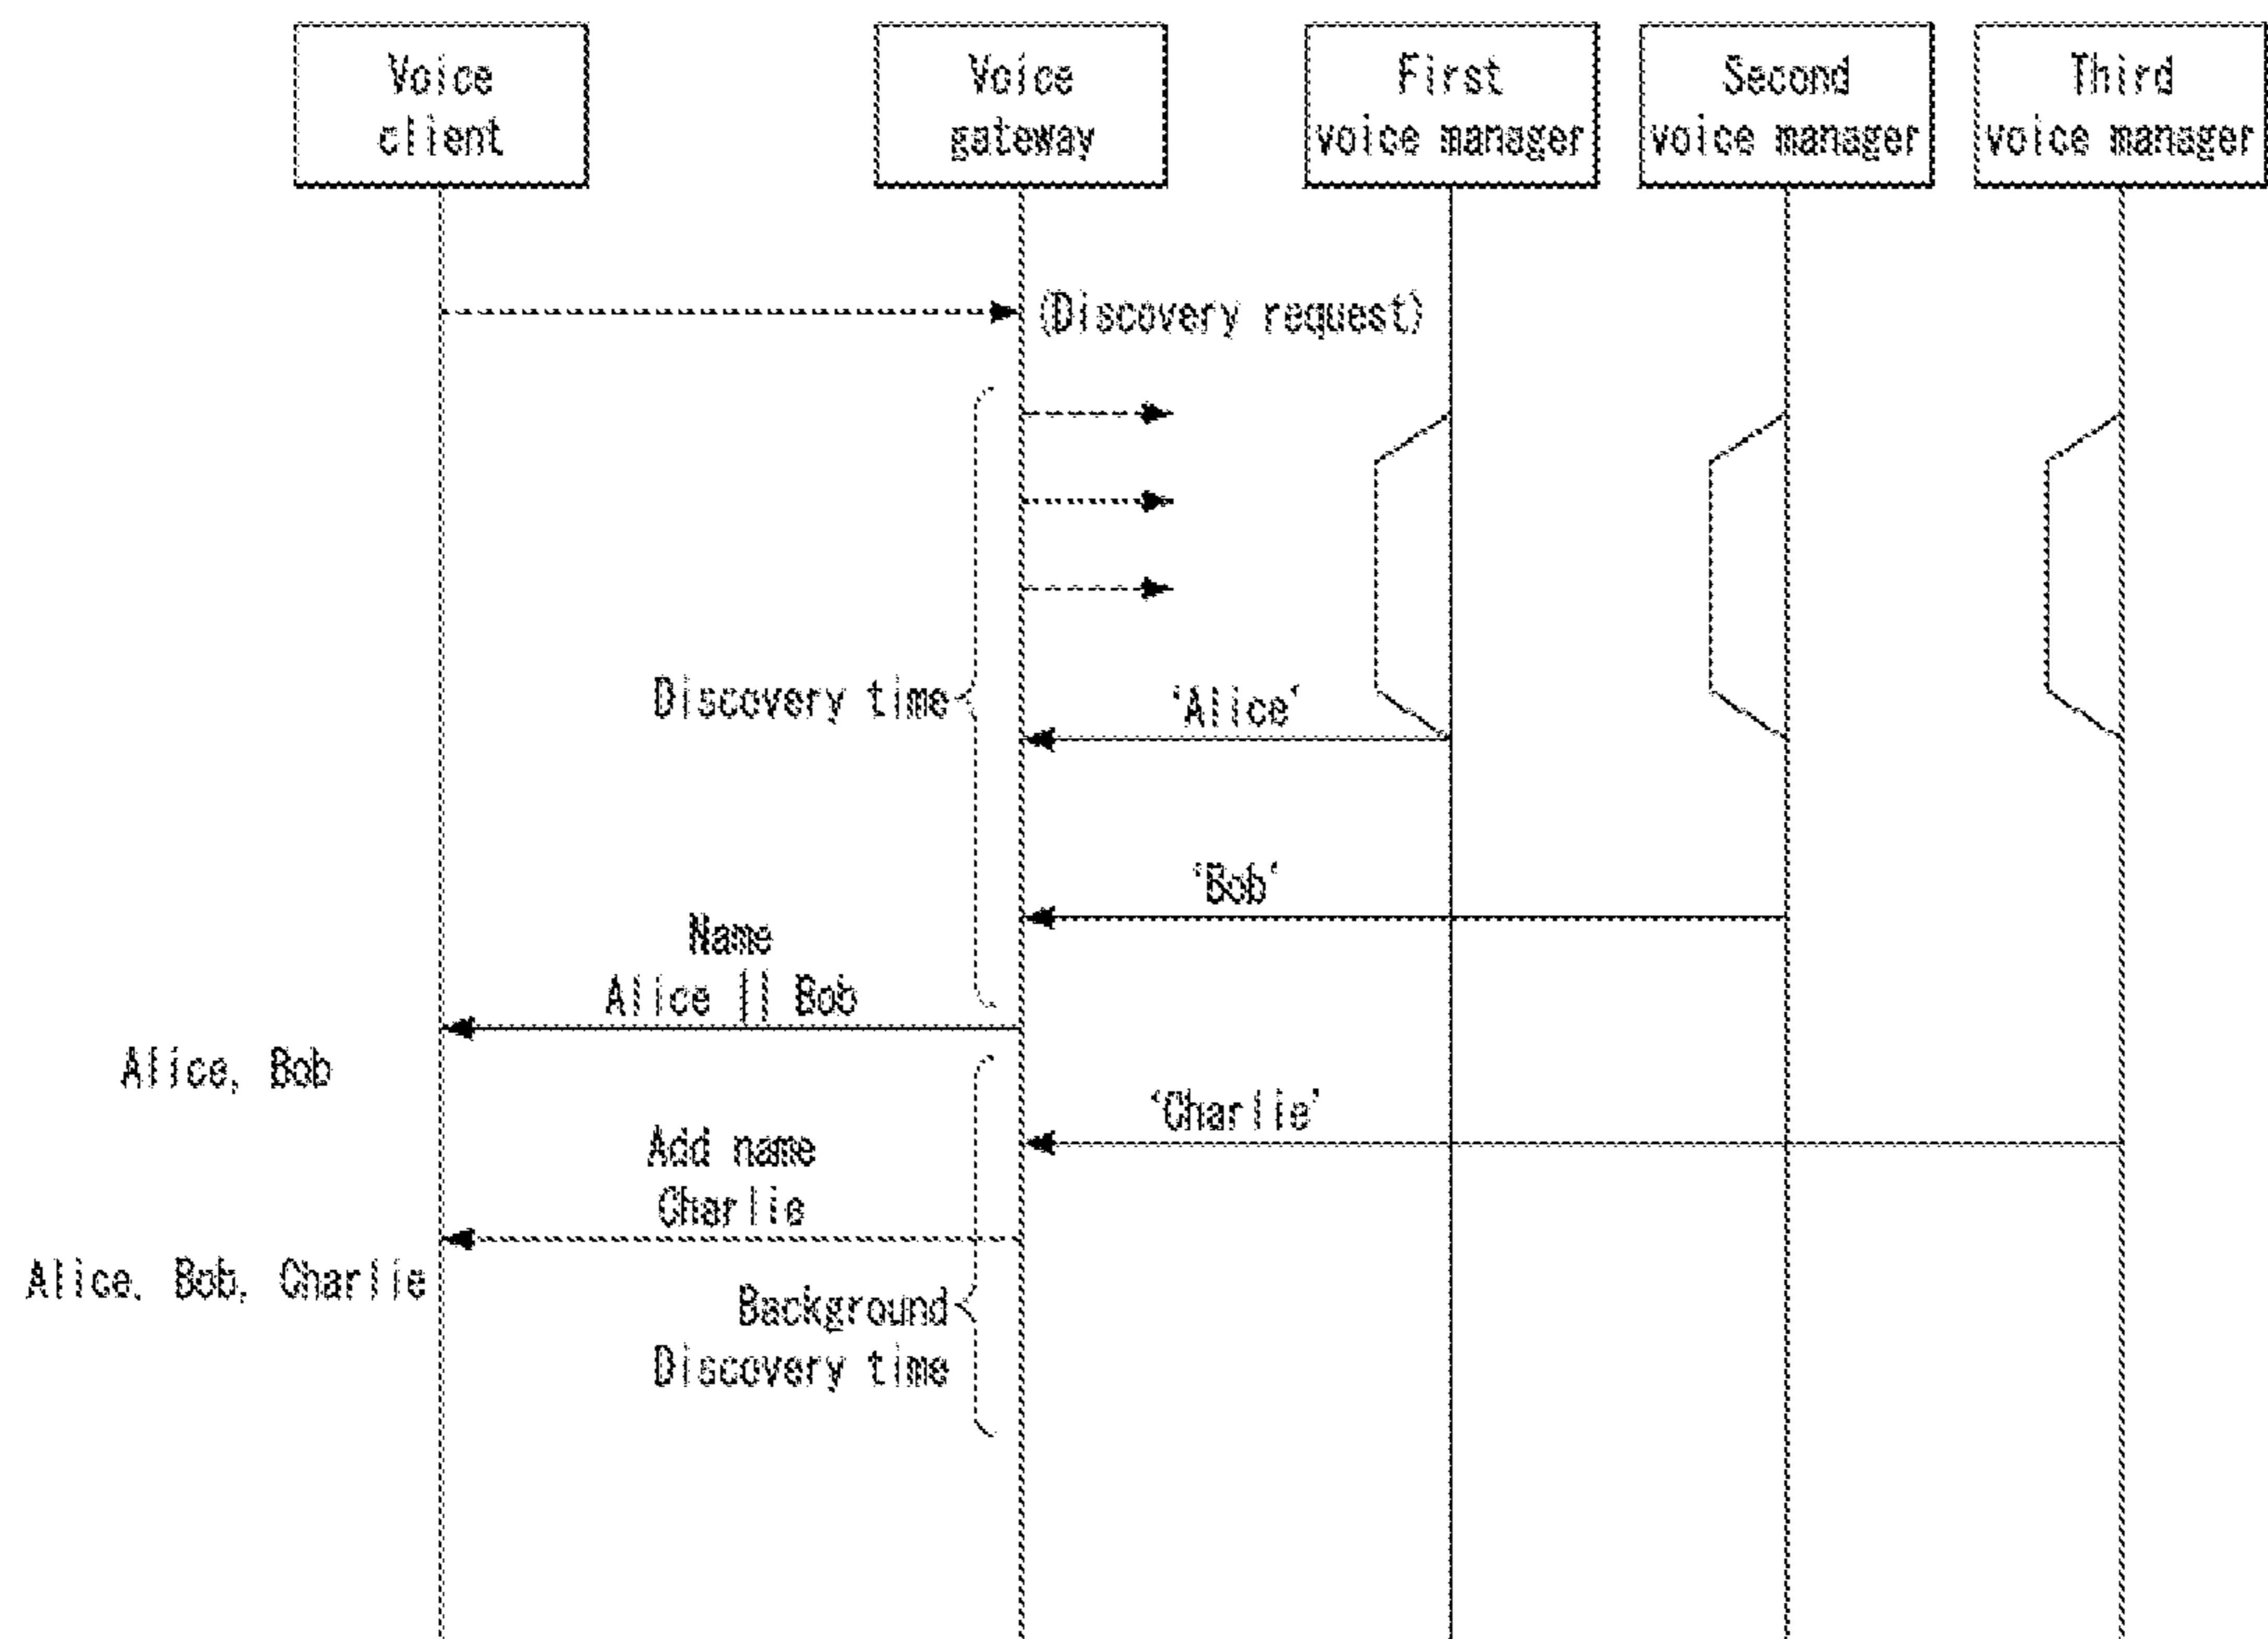 Voice
client
Voice
gateway
First
voice manager
Second
voice manager
Third
voice manager
(Discovery request)
Discovery time
‘Alice‘
‘Bob‘
Name
Alice || Bob
Alice, Bob
‘Charlie’
Add name
Charlie
Alice, Bob, Charlie
Background
Discovery time